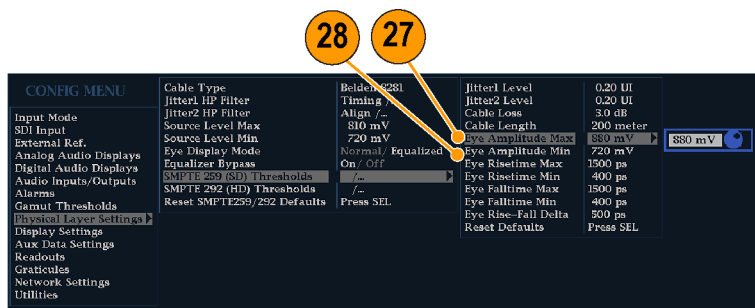 28 27
CONFIG MENU
Input Mode
SDI Input
External Ref.
Analog Audio Displays
Digital Audio Displays
Audio Inputs/Outputs
Alarms
Gamut Thresholds
Physical Layer Settings
Display Settings
Aux Data Settings
Readouts
Graticules
Network Settings
Utilities
Cable Type Belden 8281
Jitter1 HP Filter Timing /...
Jitter2 HP Filter Align /...
Source Level Max 810 mV
Source Level Min 720 mV
Eye Display Mode Normal/ Equalized
Equalizer Bypass On/ Off
SMPTE 259 (SD) Thresholds /...
SMPTE 292 (HD) Thresholds /...
Reset SMPTE259/292 Defaults Press SEL
Jitter1 Level 0.20 UI
Jitter2 Level 0.20 UI
Cable Loss 3.0 dB
Cable Length 200 meter
Eye Amplitude Max 880 mV
Eye Amplitude Min 720 mV
Eye Risetime Max 1500 ps
Eye Risetime Min 400 ps
Eye Falltime Max 1500 ps
Eye Falltime Min 400 ps
Eye Rise-Fall Delta 500 ps
Reset Defaults Press SEL
880 mV